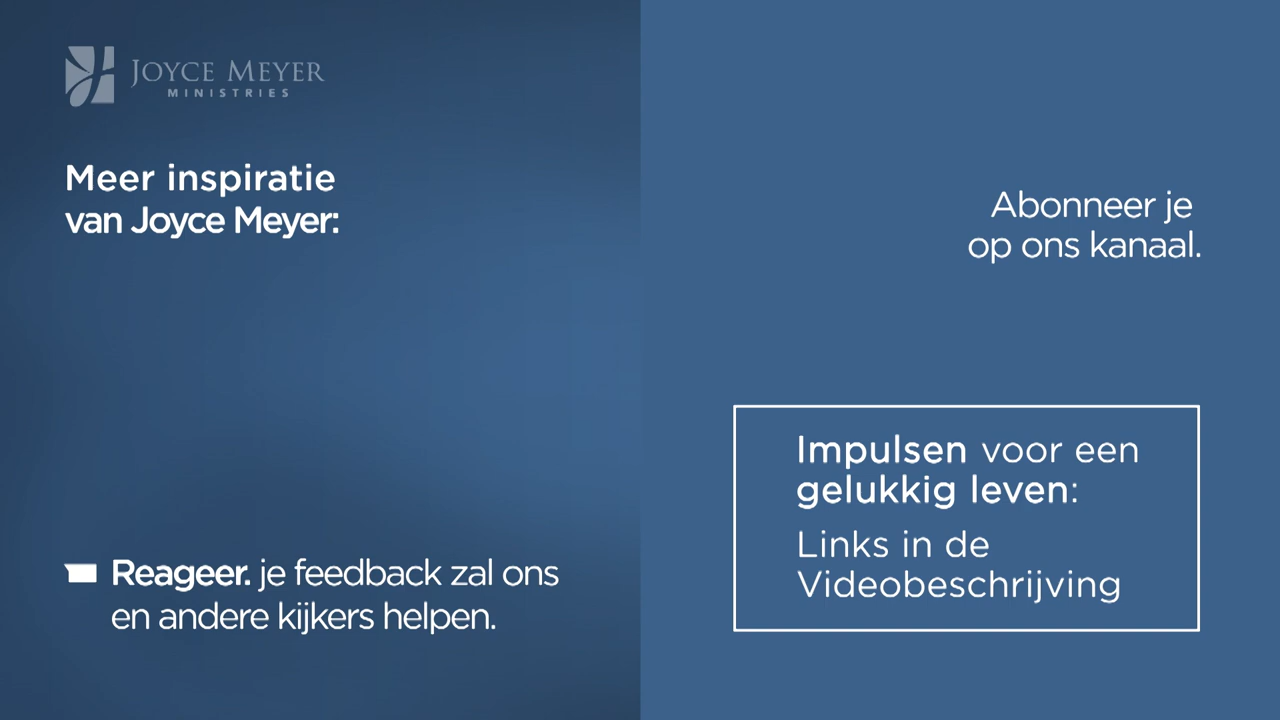 JOYCE MEYER
MINISTRIES
Meer inspiratie
van Joyce Meyer:
Abonneer je
op ons kanaal.
Impulsen voor een
gelukkig leven:
Links in de
Videobeschrijving
Reageer. je feedback zal ons
en andere kijkers helpen.